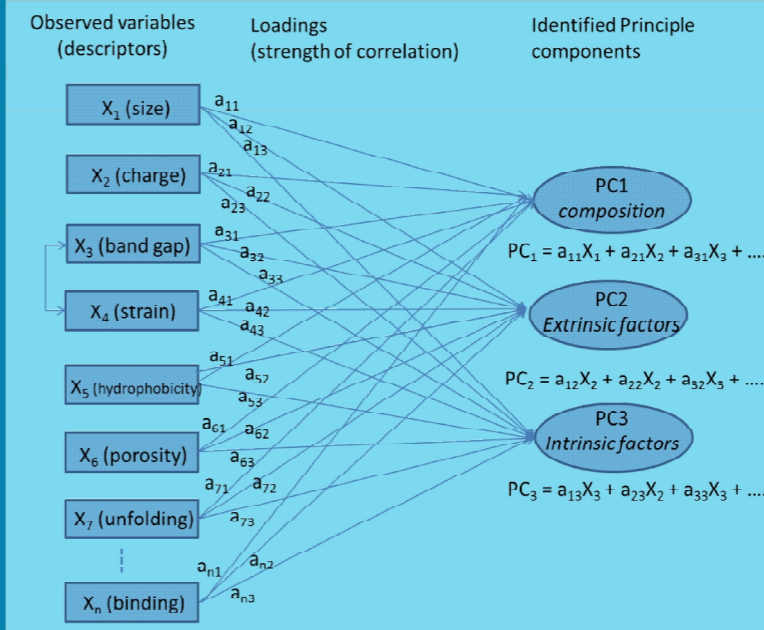 Observed variables
(descriptors)
Loadings
(strength of correlation)
Identified Principle
components
X₁ (size)
a₁₁
a₁₂
a₁₃
X₂ (charge)
a₂₁
a₂₂
a₂₃
X₃ (band gap)
a₃₁
a₃₂
a₃₃
X₄ (strain)
a₄₁
a₄₂
a₄₃
X₅ (hydrophobicity)
a₅₁
a₅₂
a₅₃
X₆ (porosity)
a₆₁
a₆₂
a₆₃
X₇ (unfolding)
a₇₁
a₇₂
a₇₃
Xₙ (binding)
aₙ₁
aₙ₂
aₙ₃
PC1
composition
PC₁ = a₁₁X₁ + a₂₁X₂ + a₃₁X₃ + ....
PC2
Extrinsic factors
PC₂ = a₁₂X₂ + a₂₂X₂ + a₃₂X₃ + ....
PC3
Intrinsic factors
PC₃ = a₁₃X₃ + a₂₃X₂ + a₃₃X₃ + ....